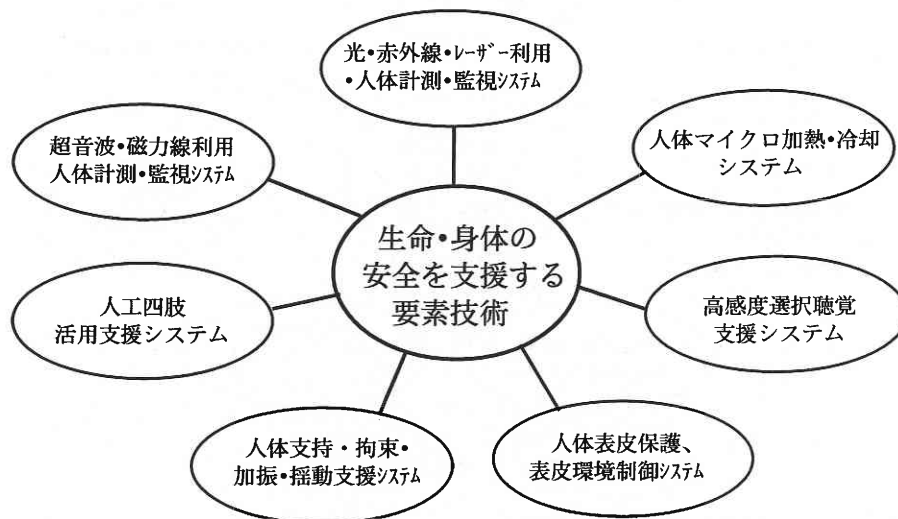 光・赤外線・ﾚｰｻﾞｰ利用
・人体計測・監視ｼｽﾃﾑ
超音波・磁力線利用
人体計測・監視ｼｽﾃﾑ
人体マイクロ加熱・冷却
システム
生命・身体の
安全を支援する
要素技術
人工四肢
活用支援システム
高感度選択聴覚
支援システム
人体支持・拘束・
加振・揺動支援ｼｽﾃﾑ
人体表皮保護、
表皮環境制御ｼｽﾃﾑ